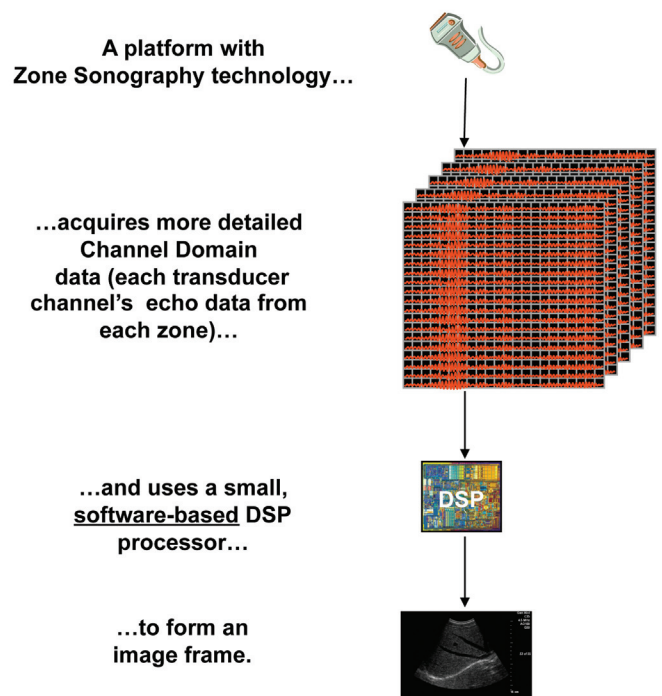 A platform with
Zone Sonography technology…
…acquires more detailed
Channel Domain
data (each transducer
channel’s echo data from
each zone)…
…and uses a small,
software-based DSP
processor…
DSP
…to form an
image frame.